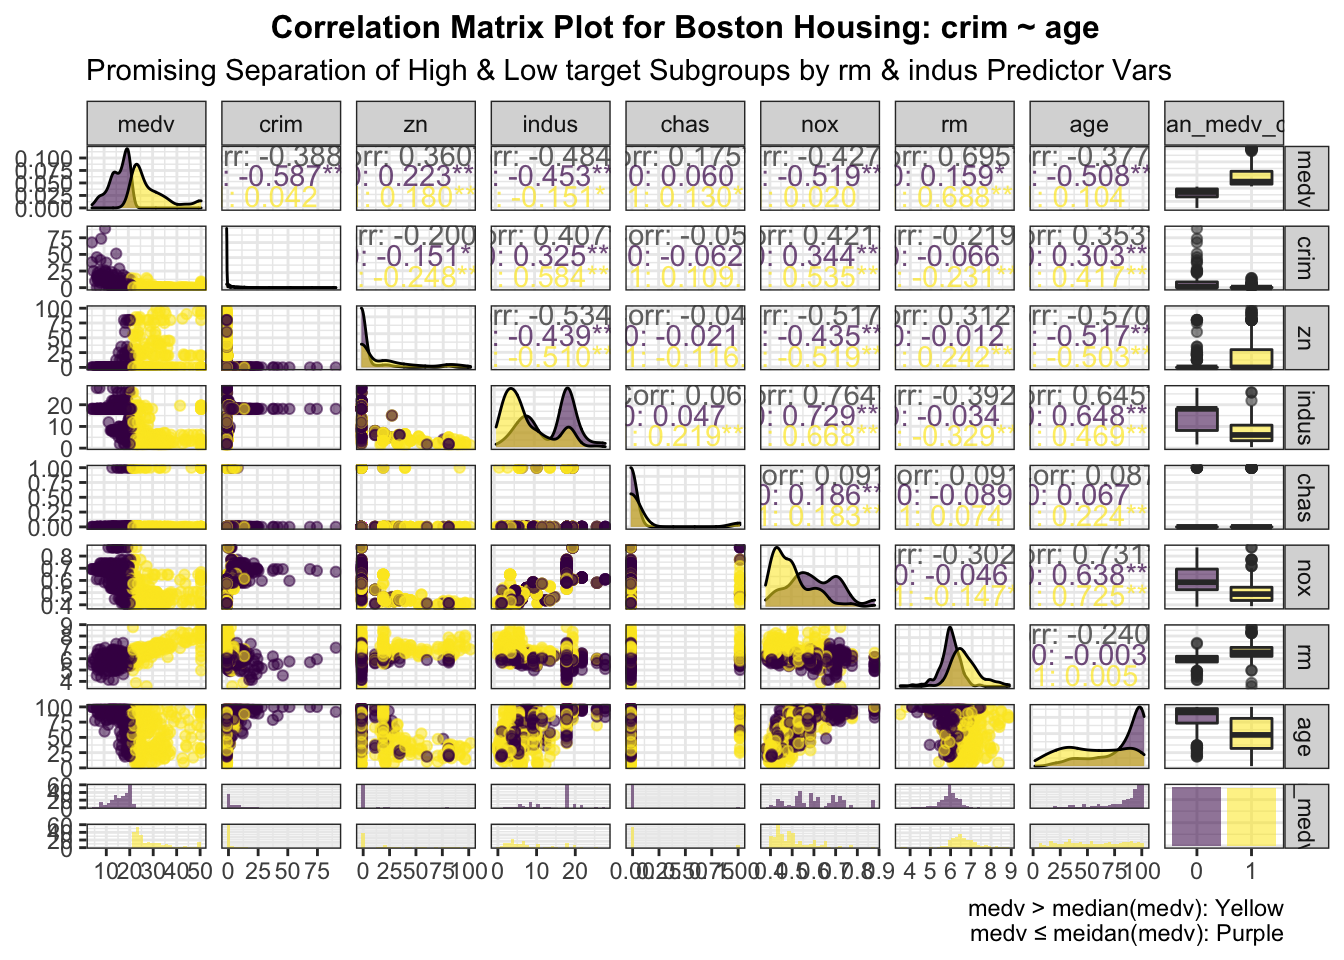 Correlation Matrix Plot for Boston Housing: crim ~ age
Promising Separation of High & Low target Subgroups by rm & indus Predictor Vars
medv crim zn indus chas nox rm age an_medv_c
0.100
0.075
0.050
0.025
0.000
rr: -0.388 orr: 0.360 rr: -0.484 orr: 0.175 rr: -0.427 orr: 0.695 rr: -0.377
: -0.587** 0: 0.223** : -0.453** 0: 0.060 : -0.519** 0: 0.159* : -0.508**
: 0.042 : 0.180** : -0.151* 1: 0.130* : 0.020 : 0.688** : 0.104
medv
75
50
25
0
rr: -0.200 orr: 0.407 orr: -0.05 orr: 0.421 rr: -0.219 orr: 0.353
0: -0.151* : 0.325** 0: -0.062 : 0.344** 0: -0.066 : 0.303**
: -0.248** : 0.584** 1: 0.109 : 0.535** : -0.231** : 0.417**
crim
100
75
50
25
0
rr: -0.534 orr: -0.04 rr: -0.517 orr: 0.312 rr: -0.570
: -0.439** 0: -0.021 : -0.435** 0: -0.012 : -0.517**
: -0.510** 1: -0.116 : -0.519** : 0.242** : -0.503**
zn
20
10
0
Corr: 0.06 orr: 0.764 rr: -0.392 orr: 0.645
0: 0.047 : 0.729** 0: -0.034 : 0.648**
: 0.219** : 0.668** : -0.329** : 0.469**
indus
1.00
0.75
0.50
0.25
0.00
orr: 0.091 orr: 0.091 orr: 0.087
0: 0.186** 0: -0.089 0: 0.067
: 0.183** 1: 0.074 : 0.224**
chas
0.8
0.7
0.6
0.5
0.4
rr: -0.302 orr: 0.731
0: -0.046 : 0.638**
1: -0.147* : 0.725**
nox
9
8
7
6
5
4
rr: -0.240
0: -0.003
1: 0.005
rm
100
75
50
25
0
age
60
40
20
0
60
40
20
0
_medv
10 20 30 40 50 0 25 50 75 0 25 50 75 100 0 10 20 0.00 0.25 0.50 0.75 1.00 0.4 0.5 0.6 0.7 0.8 0.9 4 5 6 7 8 9 0 25 50 75 100 0 1
medv > median(medv): Yellow
medv ≤ meidan(medv): Purple